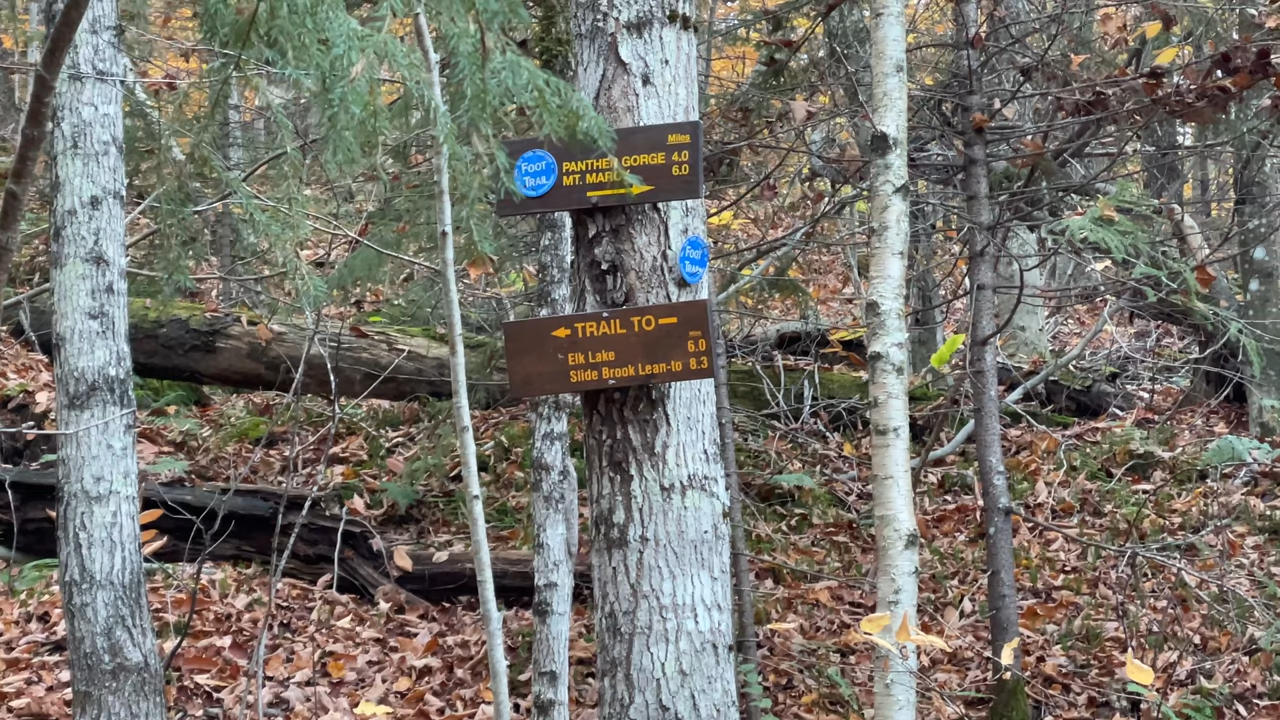 Miles
FOOT TRAIL
PANTHER GORGE 4.0
MT. 6.0
FOOT TRAIL
TRAIL TO
Miles
Elk Lake 6.0
Slide Brook Lean-to 8.3